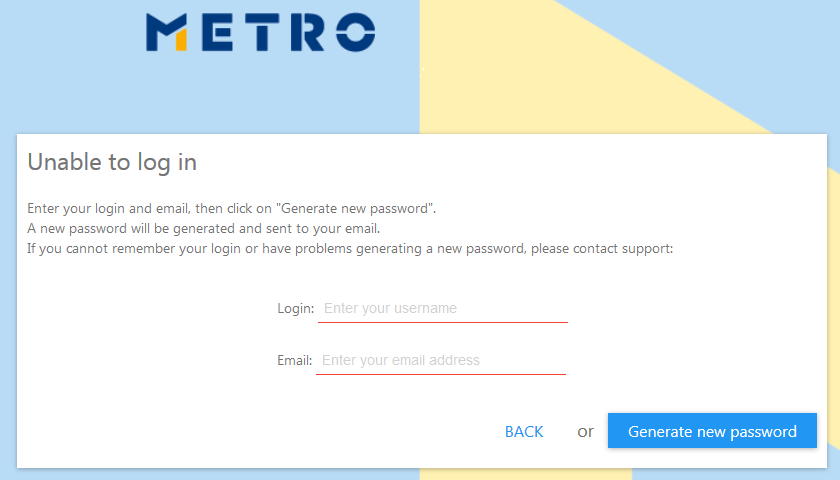 METRO
Unable to log in
Enter your login and email, then click on "Generate new password".
A new password will be generated and sent to your email.
If you cannot remember your login or have problems generating a new password, please contact support:
Login: Enter your username
Email: Enter your email address
BACK or Generate new password